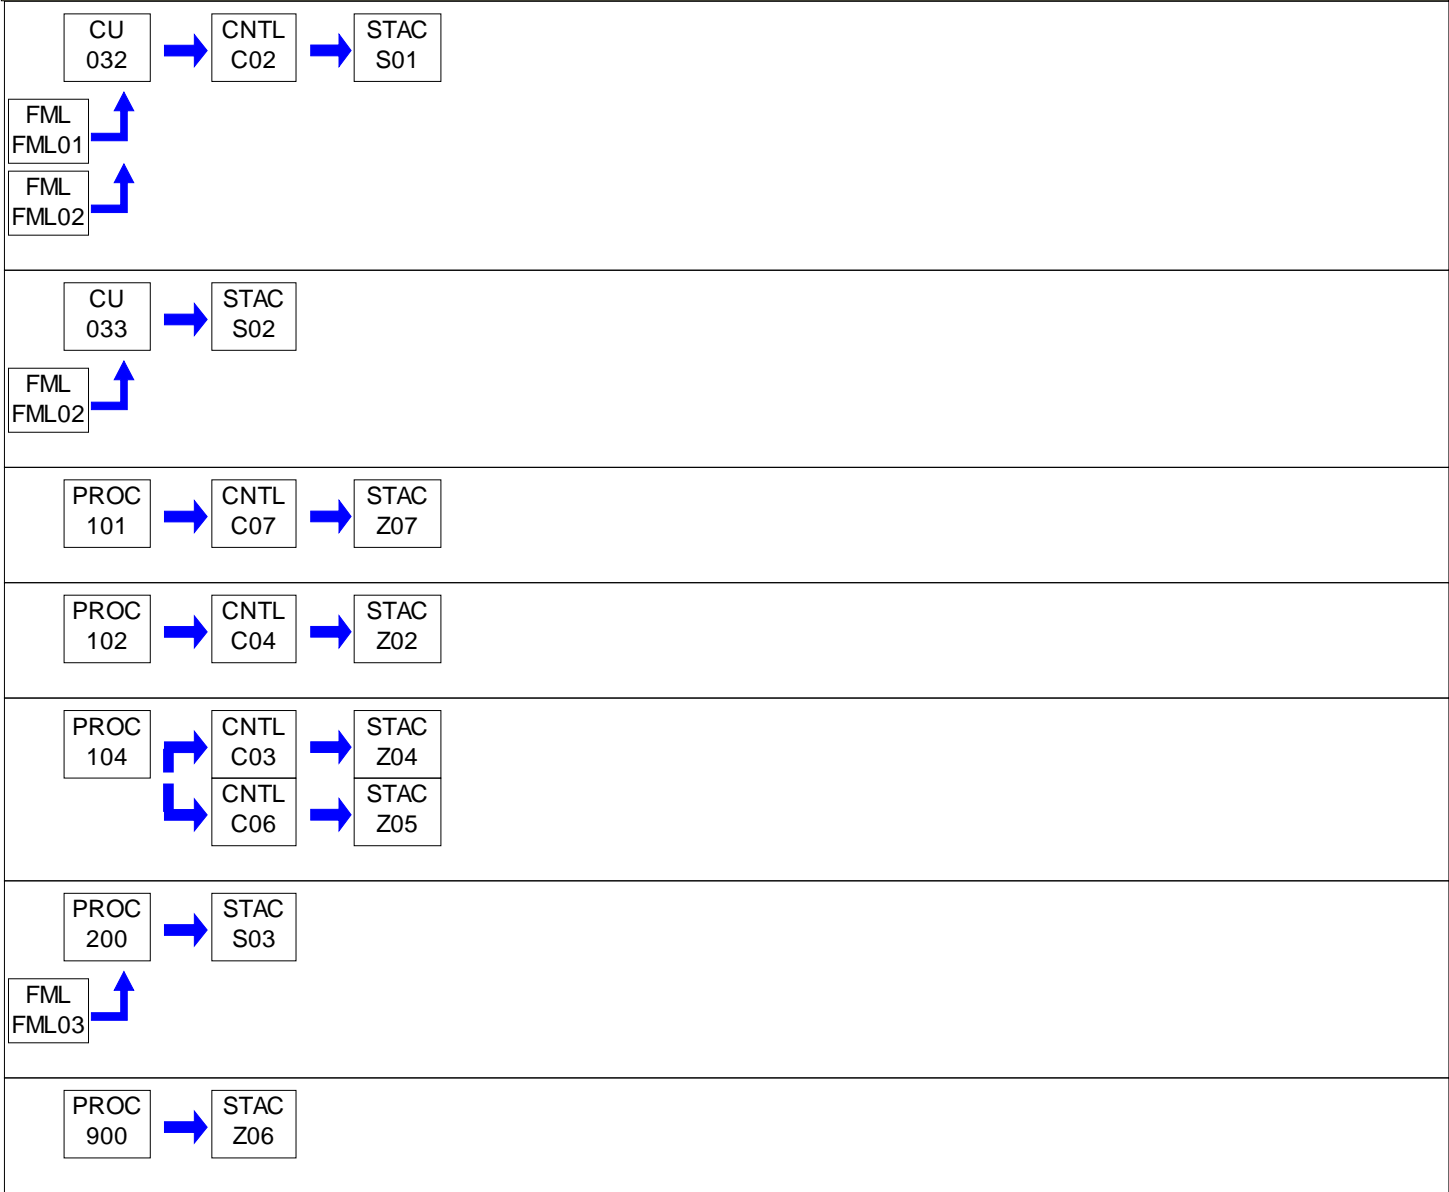 CU
032
CNTL
C02
STAC
S01
FML
FML01
FML
FML02
CU
033
STAC
S02
FML
FML02
PROC
101
CNTL
C07
STAC
Z07
PROC
102
CNTL
C04
STAC
Z02
PROC
104
CNTL
C03
STAC
Z04
CNTL
C06
STAC
Z05
PROC
200
STAC
S03
FML
FML03
PROC
900
STAC
Z06